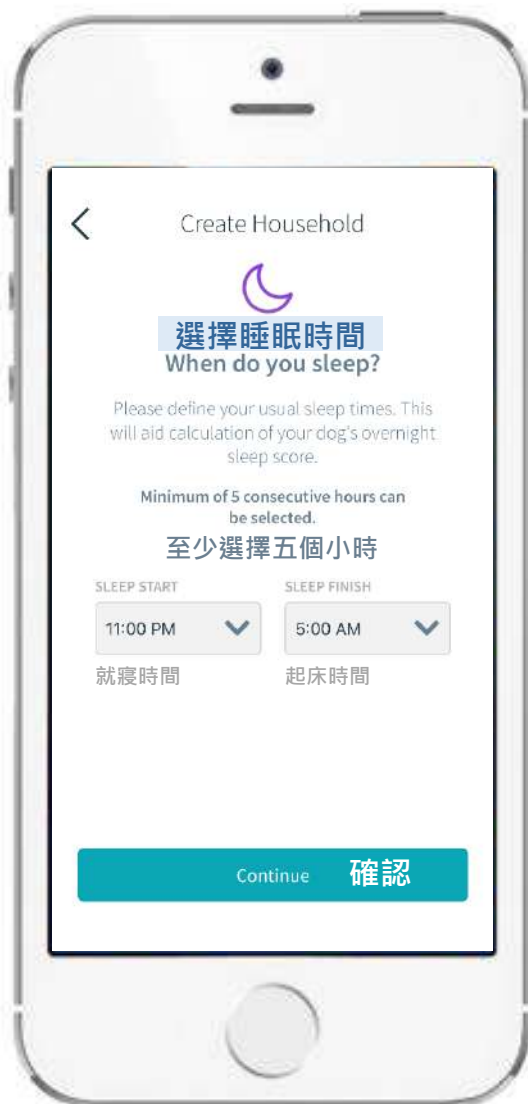 Create Household
選擇睡眠時間
When do you sleep?
Please define your usual sleep times. This
will aid calculation of your dog's overnight
sleep score.
Minimum of 5 consecutive hours can
be selected.
至少選擇五個小時
SLEEP START SLEEP FINISH
11:00 PM 5:00 AM
就寢時間 起床時間
Continue 確認